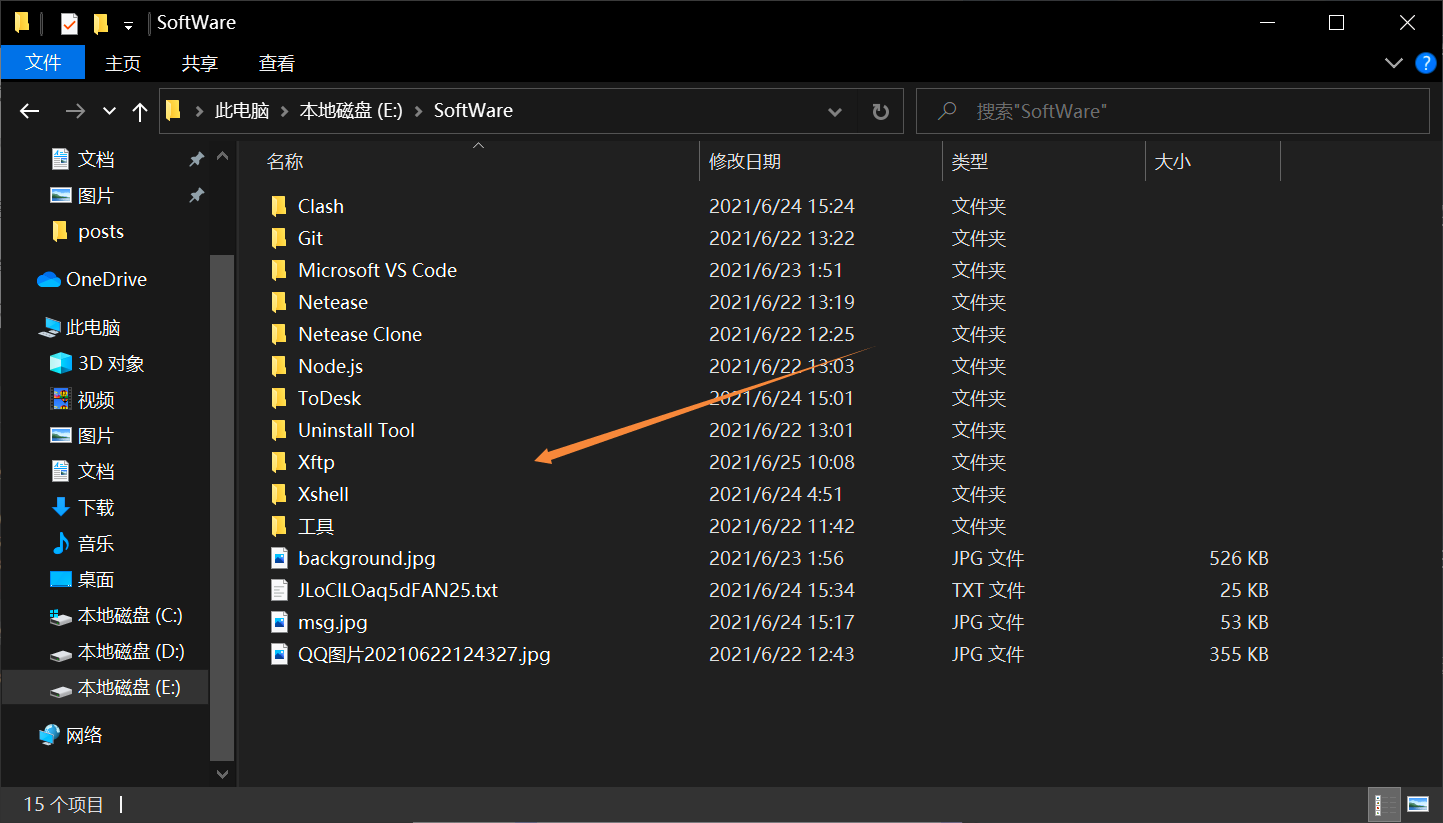 SoftWare
文件 主页 共享 查看 ?
此电脑 本地磁盘 (E:) SoftWare 搜索"SoftWare"
文档
图片
posts
OneDrive
此电脑
3D 对象
视频
图片
文档
下载
音乐
桌面
本地磁盘 (C:)
本地磁盘 (D:)
本地磁盘 (E:)
网络
名称 修改日期 类型 大小
Clash 2021/6/24 15:24 文件夹
Git 2021/6/22 13:22 文件夹
Microsoft VS Code 2021/6/23 1:51 文件夹
Netease 2021/6/22 13:19 文件夹
Netease Clone 2021/6/22 12:25 文件夹
Node.js 2021/6/22 13:03 文件夹
ToDesk 2021/6/24 15:01 文件夹
Uninstall Tool 2021/6/22 13:01 文件夹
Xftp 2021/6/25 10:08 文件夹
Xshell 2021/6/24 4:51 文件夹
工具 2021/6/22 11:42 文件夹
background.jpg 2021/6/23 1:56 JPG 文件 526 KB
JLoClLOaq5dFAN25.txt 2021/6/24 15:34 TXT 文件 25 KB
msg.jpg 2021/6/24 15:17 JPG 文件 53 KB
QQ图片20210622124327.jpg 2021/6/22 12:43 JPG 文件 355 KB
15 个项目